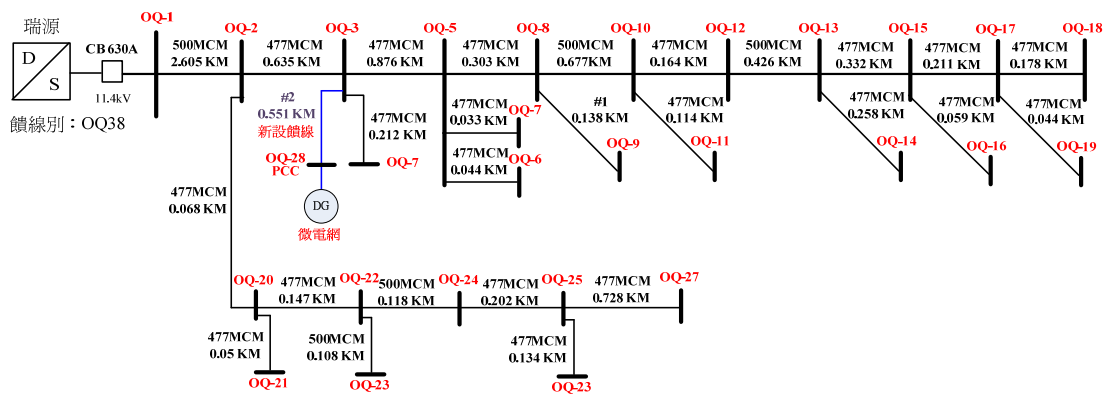 瑞源
D
S
CB 630A
11.4kV
饋線別：OQ38
OQ-1
OQ-2
OQ-3
OQ-5
OQ-8
OQ-10
OQ-12
OQ-13
OQ-15
OQ-17
OQ-18
500MCM
2.605 KM
477MCM
0.635 KM
477MCM
0.876 KM
477MCM
0.303 KM
500MCM
0.677KM
477MCM
0.164 KM
500MCM
0.426 KM
477MCM
0.332 KM
477MCM
0.211 KM
477MCM
0.178 KM
#2
0.551 KM
新設饋線
OQ-28
PCC
DG
微電網
477MCM
0.212 KM
OQ-7
477MCM
0.033 KM
OQ-7
477MCM
0.044 KM
OQ-6
#1
0.138 KM
OQ-9
477MCM
0.114 KM
OQ-11
477MCM
0.258 KM
OQ-14
477MCM
0.059 KM
OQ-16
477MCM
0.044 KM
OQ-19
477MCM
0.068 KM
OQ-20
477MCM
0.147 KM
OQ-22
500MCM
0.118 KM
OQ-24
477MCM
0.202 KM
OQ-25
477MCM
0.728 KM
OQ-27
477MCM
0.05 KM
OQ-21
500MCM
0.108 KM
OQ-23
477MCM
0.134 KM
OQ-23